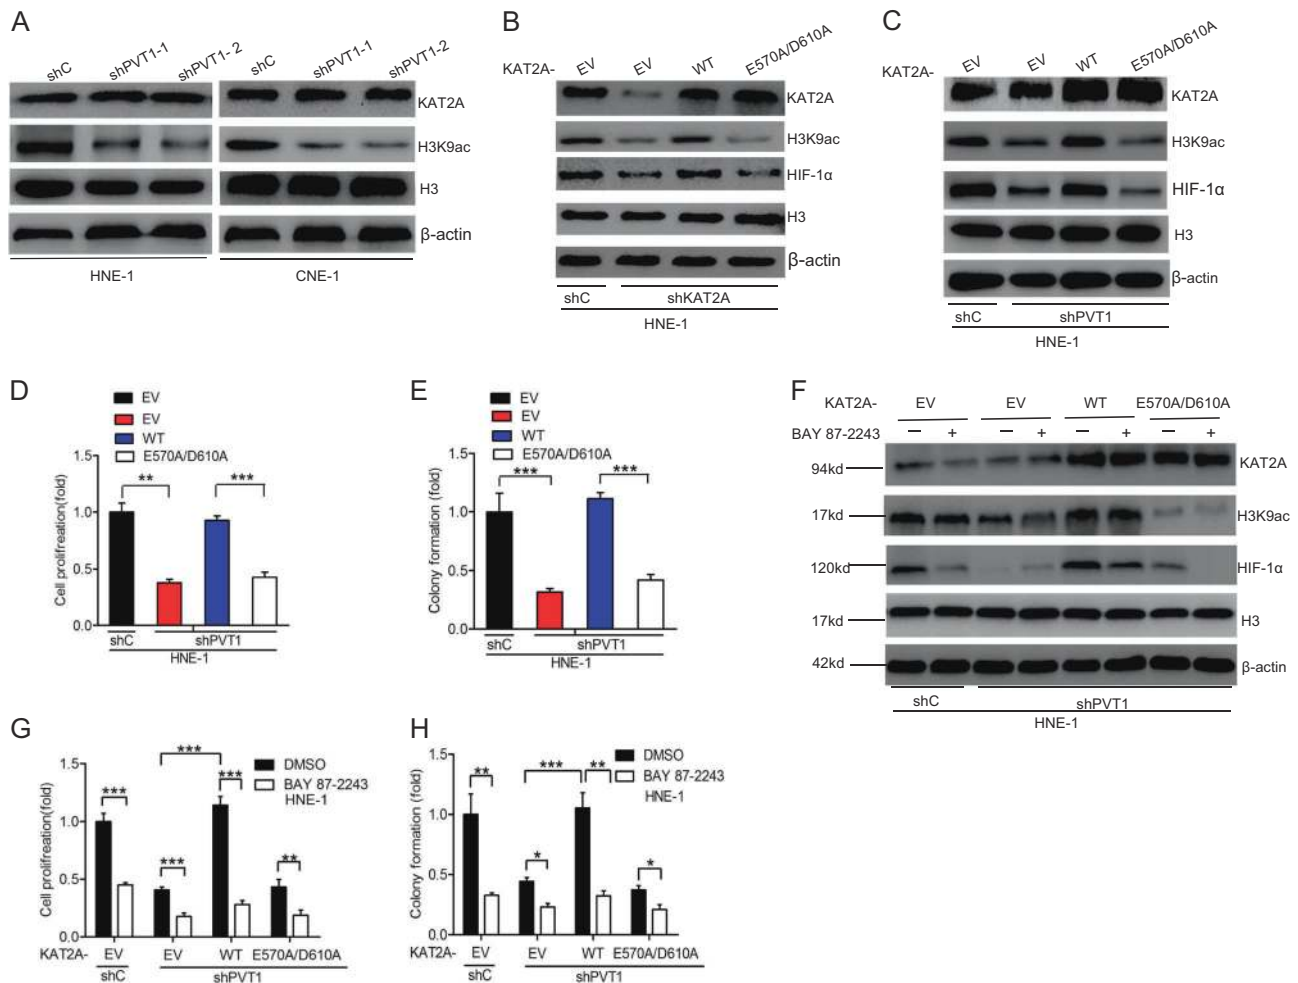 A
shC
shPVT1-1
shPVT1- 2
shC
shPVT1-1
shPVT1-2
KAT2A
H3K9ac
H3
β-actin
HNE-1
CNE-1
B
KAT2A-
EV
EV
WT
E570A/D610A
KAT2A
H3K9ac
HIF-1α
H3
β-actin
shC
shKAT2A
HNE-1
C
KAT2A-
EV
EV
WT
E570A/D610A
KAT2A
H3K9ac
HIF-1α
H3
β-actin
shC
shPVT1
HNE-1
D
EV
EV
WT
E570A/D610A
Cell prolifreation(fold)
1.5
1.0
0.5
0.0
**
***
shC
shPVT1
HNE-1
E
EV
EV
WT
E570A/D610A
Colony formation (fold)
1.5
1.0
0.5
0.0
***
***
shC
shPVT1
HNE-1
F
KAT2A-
EV
EV
WT
E570A/D610A
BAY 87-2243
− + − + − + − +
94kd
KAT2A
17kd
H3K9ac
120kd
HIF-1α
17kd
H3
42kd
β-actin
shC
shPVT1
HNE-1
G
Cell prolifreation(fold)
1.5
1.0
0.5
0.0
***
***
***
***
**
DMSO
BAY 87-2243
HNE-1
KAT2A-
EV
EV
WT
E570A/D610A
shC
shPVT1
H
Colony formation (fold)
1.5
1.0
0.5
0.0
**
***
**
*
*
DMSO
BAY 87-2243
HNE-1
KAT2A-
EV
EV
WT
E570A/D610A
shC
shPVT1